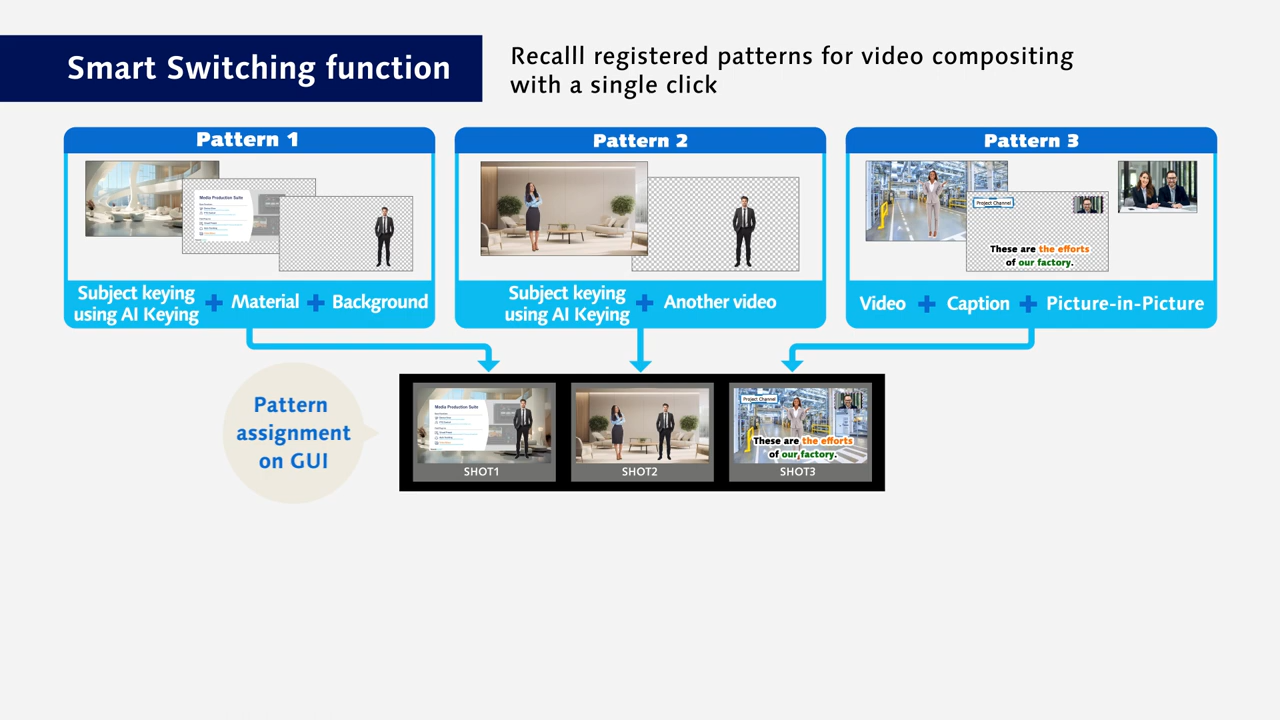 Smart Switching function
Recalll registered patterns for video compositing
with a single click
Pattern 1
Media Production Suite
Subject keying
using AI Keying + Material + Background
Pattern 2
Subject keying
using AI Keying + Another video
Pattern 3
Project Channel
These are the efforts
of our factory.
Video + Caption + Picture-in-Picture
Pattern
assignment
on GUI
Media Production Suite
SHOT1
SHOT2
Project Channel
These are the efforts
of our factory.
SHOT3